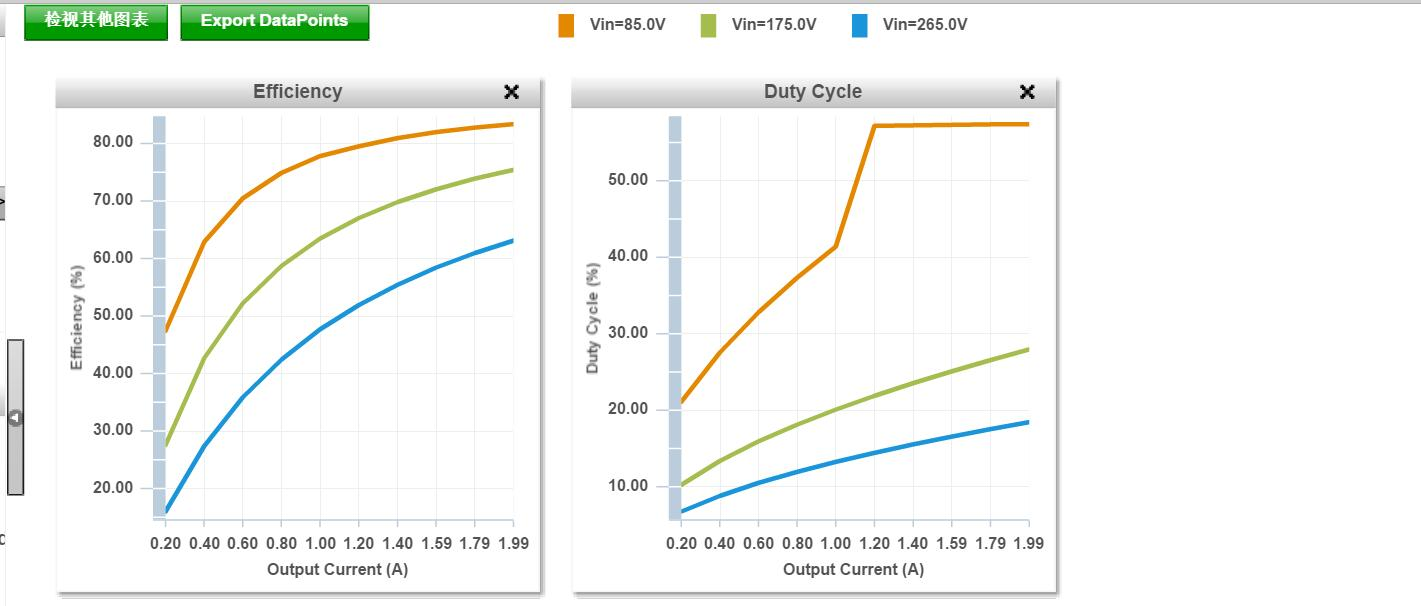 检视其他图表
Export DataPoints
Vin=85.0V
Vin=175.0V
Vin=265.0V
Efficiency
80.00
70.00
60.00
50.00
40.00
30.00
20.00
Efficiency (%)
0.20 0.40 0.60 0.80 1.00 1.20 1.40 1.59 1.79 1.99
Output Current (A)
Duty Cycle
50.00
40.00
30.00
20.00
10.00
Duty Cycle (%)
0.20 0.40 0.60 0.80 1.00 1.20 1.40 1.59 1.79 1.99
Output Current (A)